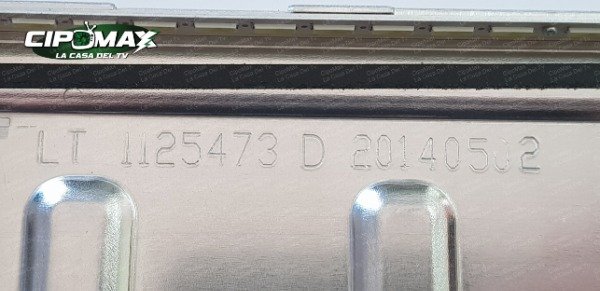 CIPOMAX
LA CASA DEL TV
LT 1125473 D 20140502